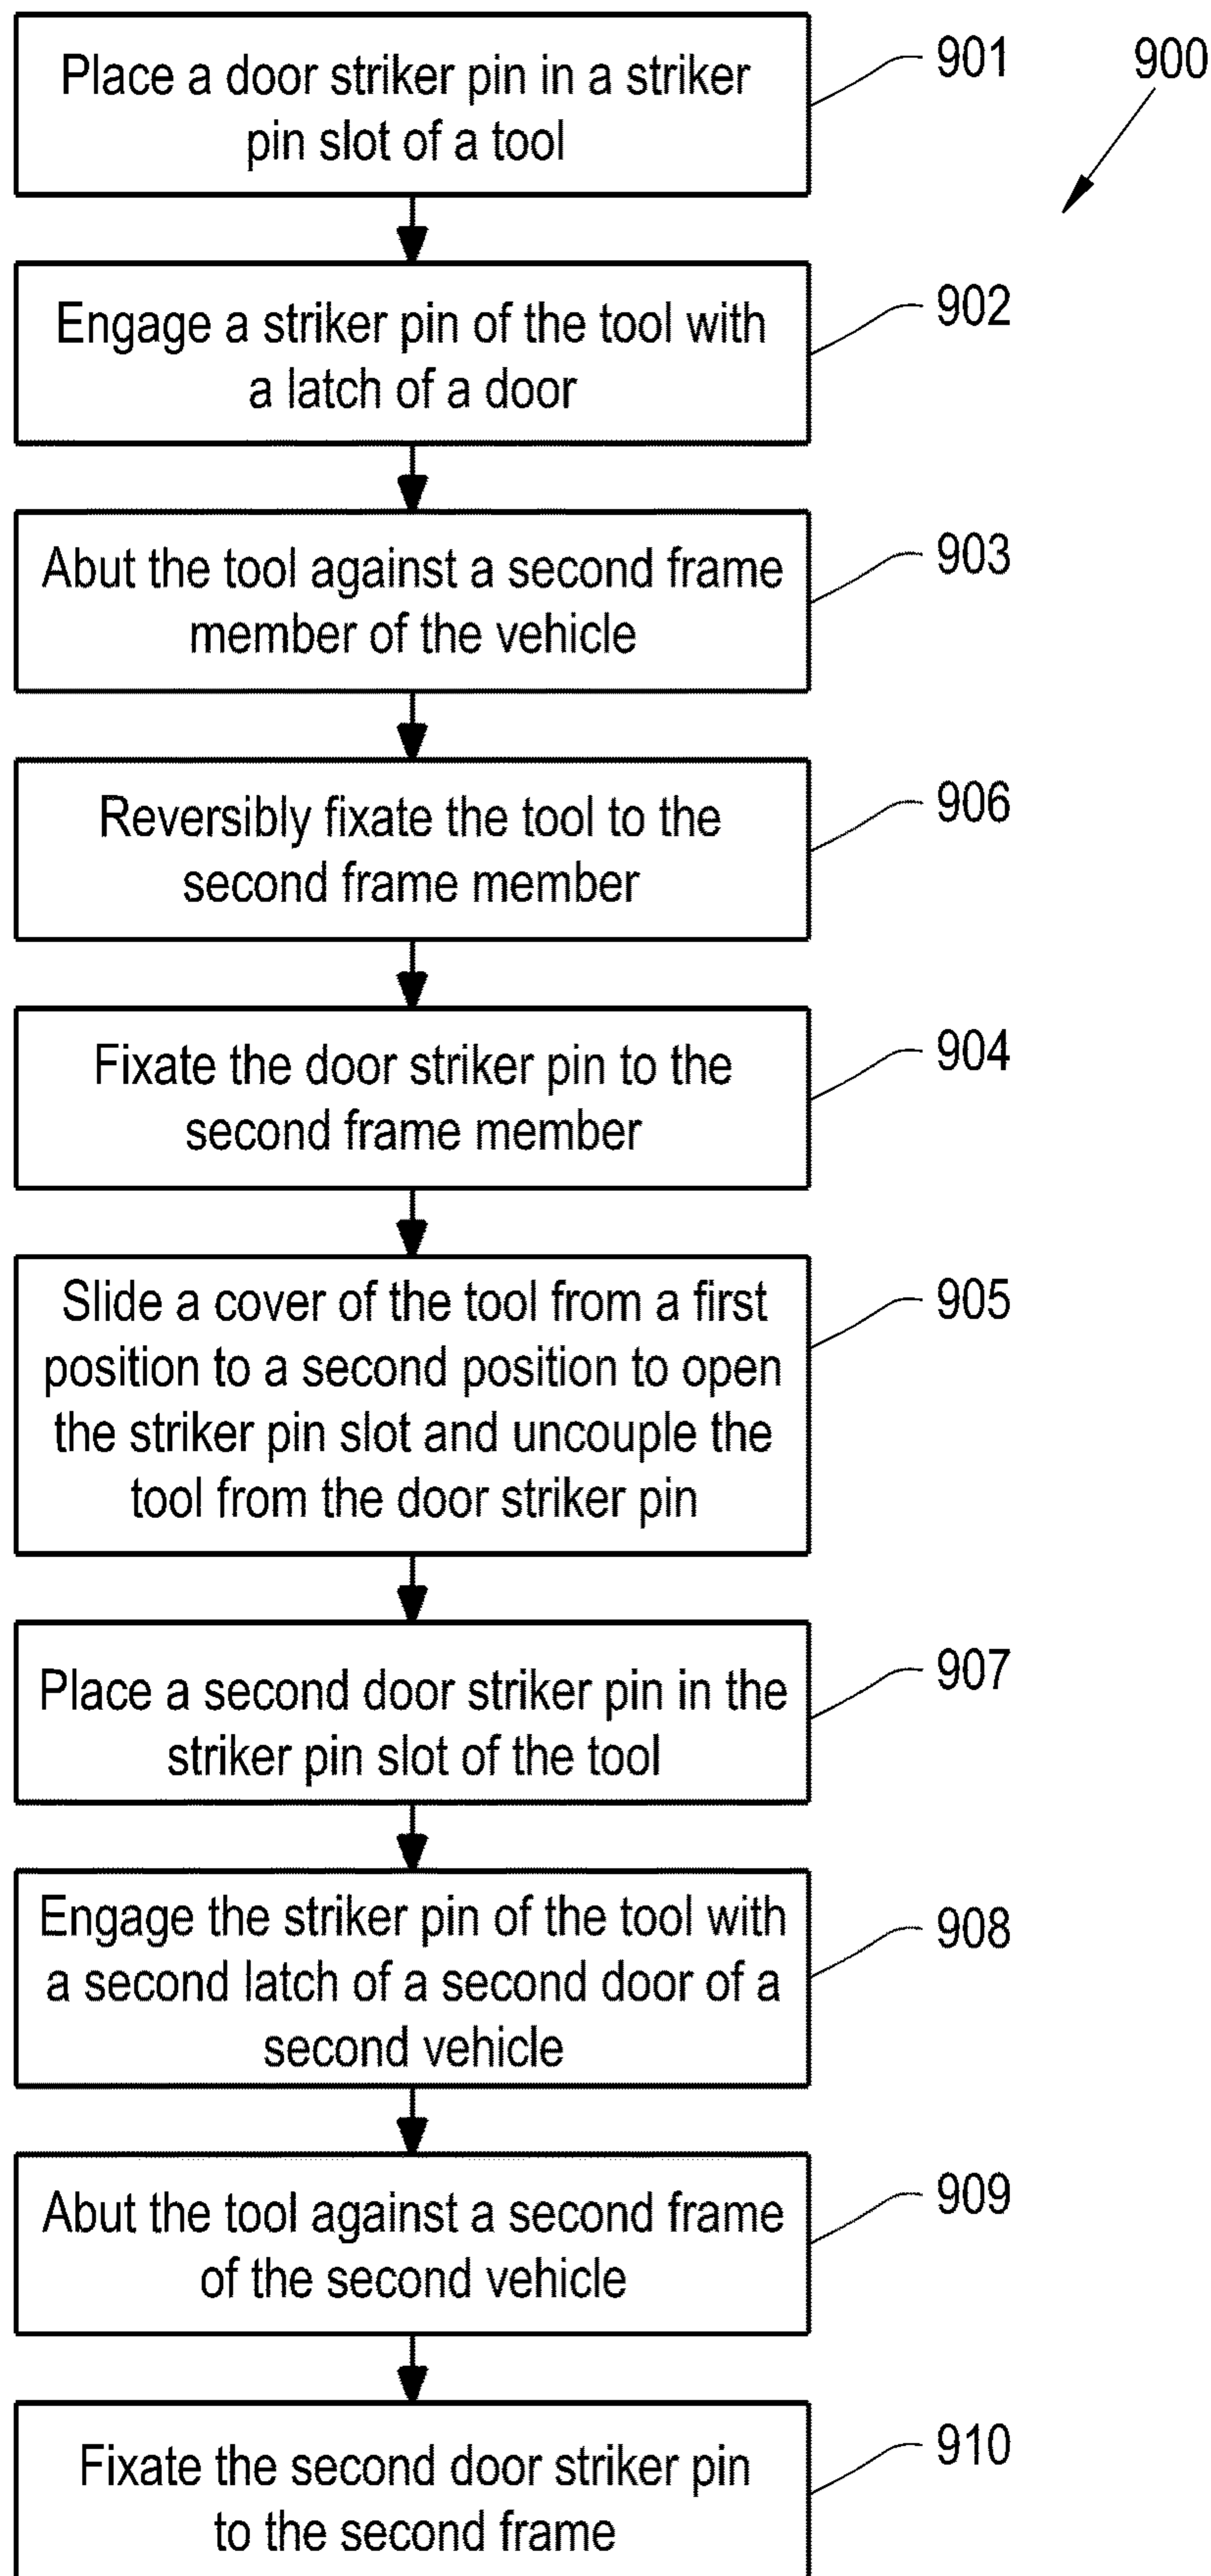 Place a door striker pin in a striker
pin slot of a tool
901
900
Engage a striker pin of the tool with
a latch of a door
902
Abut the tool against a second frame
member of the vehicle
903
Reversibly fixate the tool to the
second frame member
906
Fixate the door striker pin to the
second frame member
904
Slide a cover of the tool from a first
position to a second position to open
the striker pin slot and uncouple the
tool from the door striker pin
905
Place a second door striker pin in the
striker pin slot of the tool
907
Engage the striker pin of the tool with
a second latch of a second door of a
second vehicle
908
Abut the tool against a second frame
of the second vehicle
909
Fixate the second door striker pin
to the second frame
910